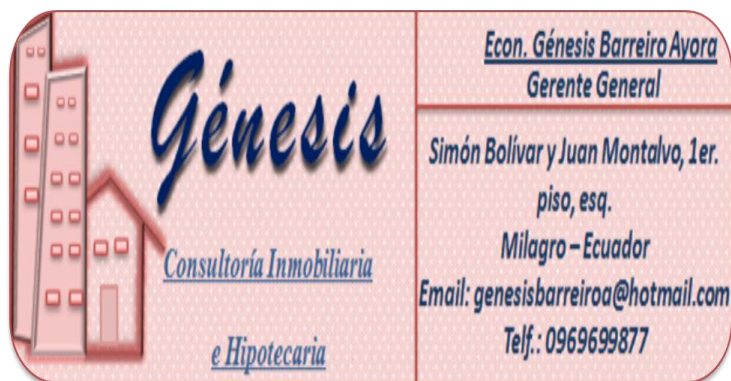 Génesis
Consultoría Inmobiliaria
e Hipotecaria
Econ. Génesis Barreiro Ayora
Gerente General
Simón Bolívar y Juan Montalvo, 1er.
piso, esq.
Milagro – Ecuador
Email: genesisbarreiroa@hotmail.com
Telf.: 0969699877